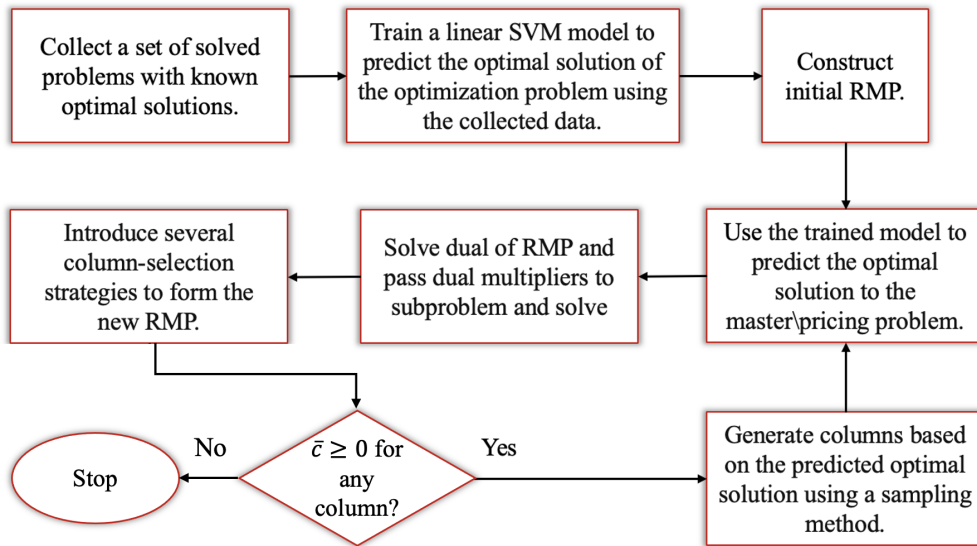 Collect a set of solved
problems with known
optimal solutions.
Train a linear SVM model to
predict the optimal solution of
the optimization problem using
the collected data.
Construct
initial RMP.
Use the trained model to
predict the optimal
solution to the
master\pricing problem.
Solve dual of RMP and
pass dual multipliers to
subproblem and solve
Introduce several
column-selection
strategies to form the
new RMP.
c̄ ≥ 0 for
any
column?
No
Stop
Yes
Generate columns based
on the predicted optimal
solution using a sampling
method.